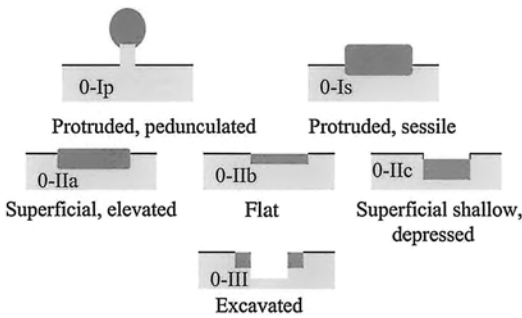 0-Ip
0-Is
Protruded, pedunculated
Protruded, sessile
0-IIa
0-IIb
0-IIc
Superficial, elevated
Flat
Superficial shallow,
depressed
0-III
Excavated